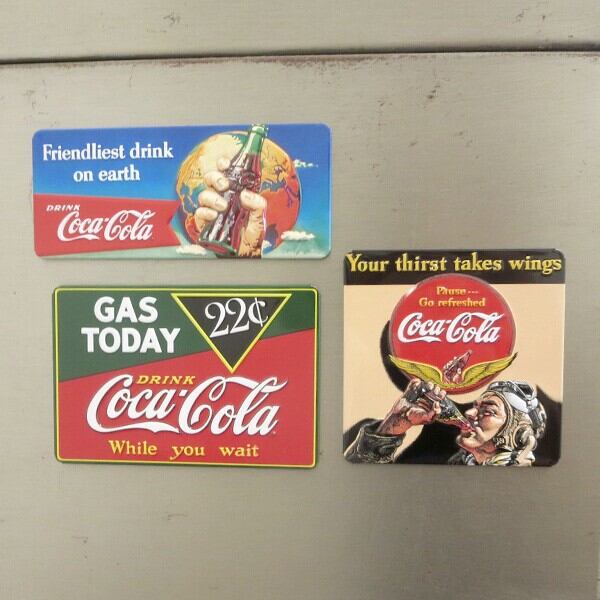 Friendliest drink
on earth
DRINK
Coca-Cola
GAS
TODAY
22¢
DRINK
Coca-Cola
While you wait
Your thirst takes wings
Pause---
Go refreshed
Coca-Cola